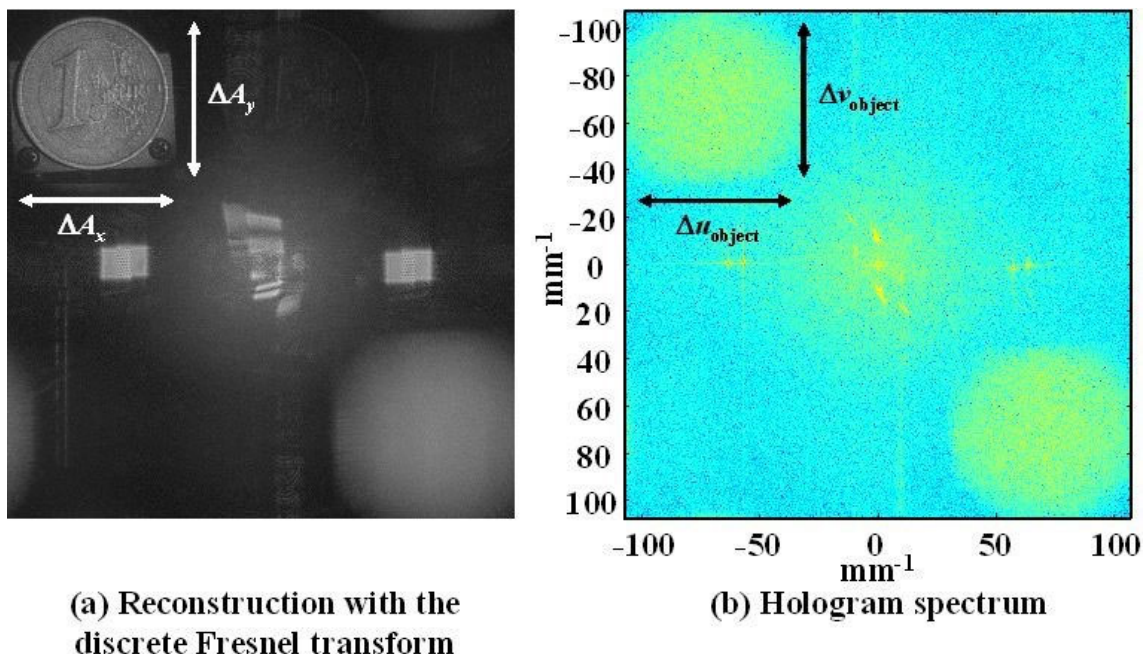 1
ΔA_y
ΔA_x
(a) Reconstruction with the
discrete Fresnel transform
-100
-80
-60
-40
-20
0
20
40
60
80
100
mm⁻¹
Δv_object
Δu_object
-100 -50 0 50 100
mm⁻¹
(b) Hologram spectrum